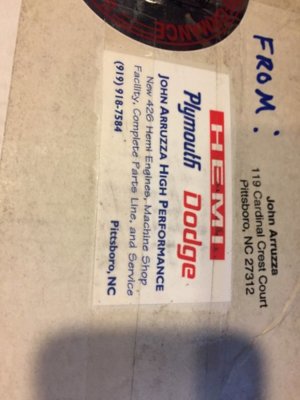 FROM:
John Arruzza
119 Cardinal Crest Court
Pittsboro, NC 27312
HEMI
Plymouth Dodge
JOHN ARRUZZA HIGH PERFORMANCE
New 426 Hemi Engines, Machine Shop
Facility, Complete Parts Line, and Service
(919) 918-7584 Pittsboro, NC